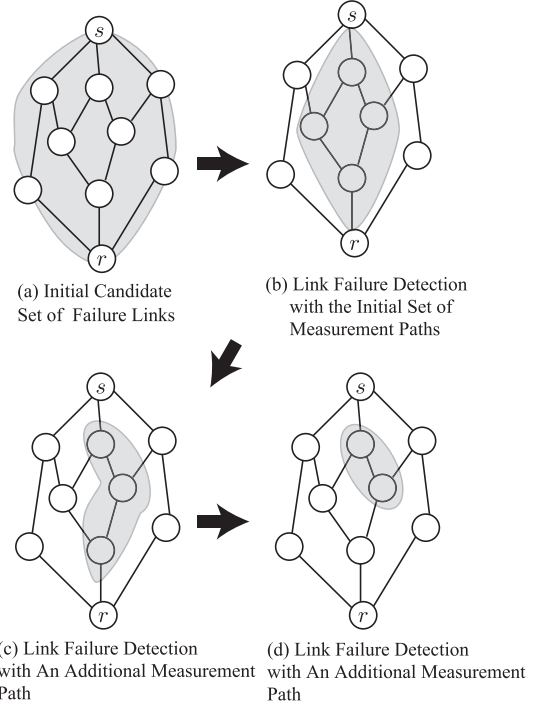 s
r
(a) Initial Candidate
Set of Failure Links
s
r
(b) Link Failure Detection
with the Initial Set of
Measurement Paths
s
r
(c) Link Failure Detection
with An Additional Measurement
Path
s
r
(d) Link Failure Detection
with An Additional Measurement
Path